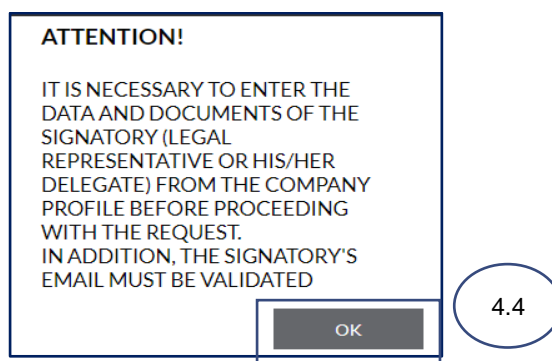 ATTENTION!
IT IS NECESSARY TO ENTER THE
DATA AND DOCUMENTS OF THE
SIGNATORY (LEGAL
REPRESENTATIVE OR HIS/HER
DELEGATE) FROM THE COMPANY
PROFILE BEFORE PROCEEDING
WITH THE REQUEST.
IN ADDITION, THE SIGNATORY'S
EMAIL MUST BE VALIDATED
OK
4.4